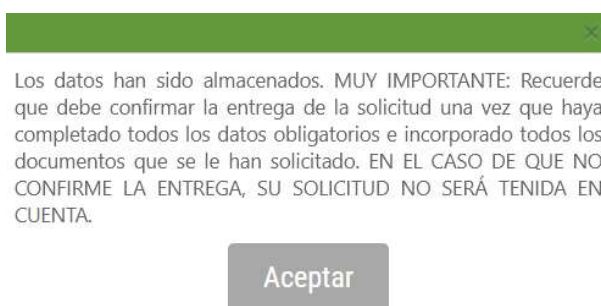 Los datos han sido almacenados. MUY IMPORTANTE: Recuerde
que debe confirmar la entrega de la solicitud una vez que haya
completado todos los datos obligatorios e incorporado todos los
documentos que se le han solicitado. EN EL CASO DE QUE NO
CONFIRME LA ENTREGA, SU SOLICITUD NO SERÁ TENIDA EN
CUENTA.
Aceptar